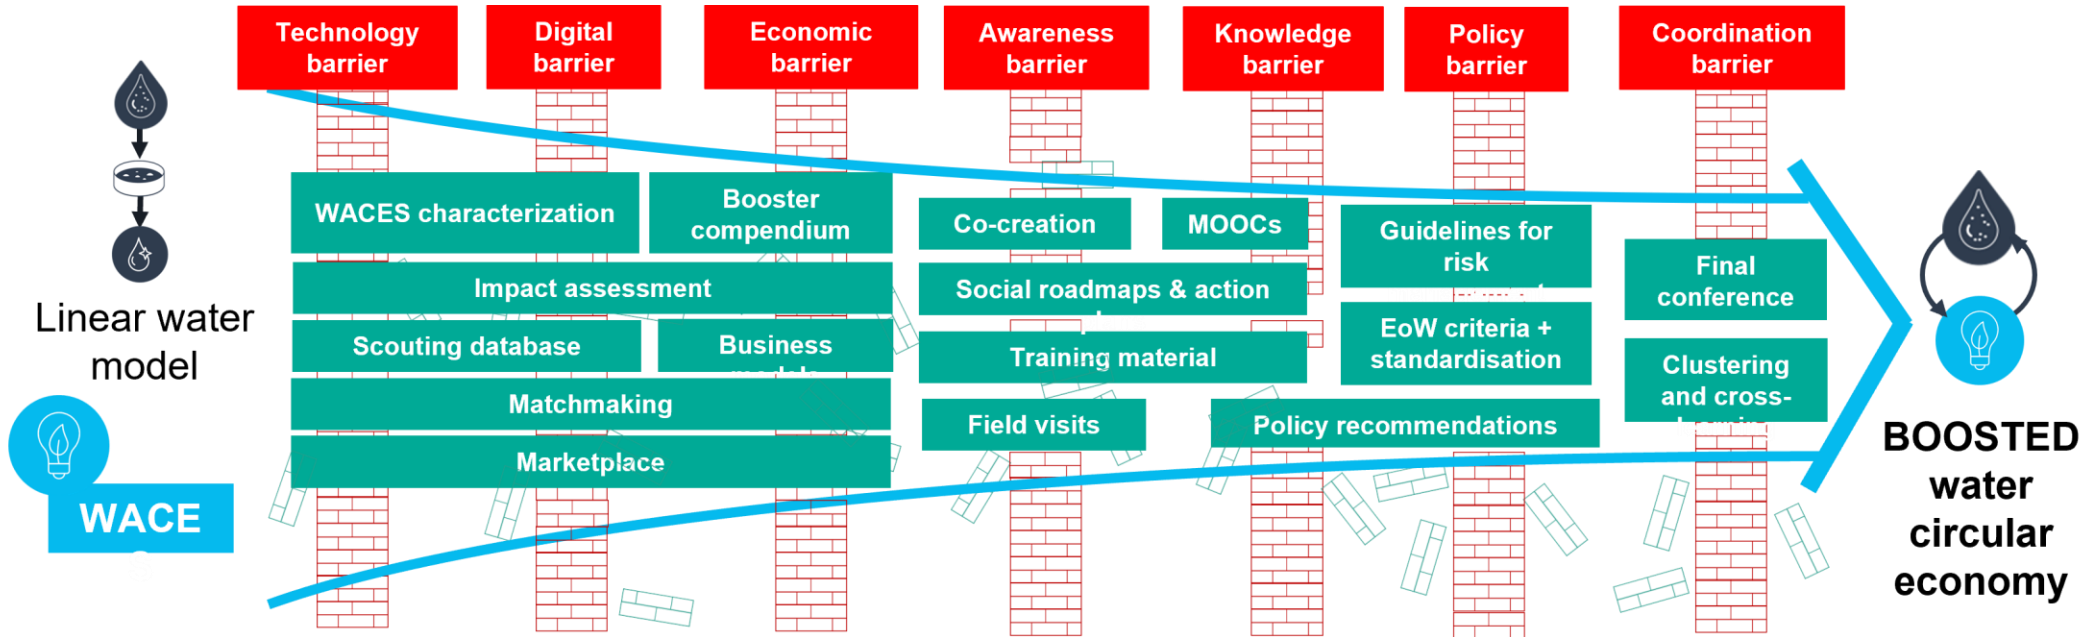 Technology
barrier
Digital
barrier
Economic
barrier
Awareness
barrier
Knowledge
barrier
Policy
barrier
Coordination
barrier
Linear water
model
WACE
WACES characterization
Booster
compendium
Impact assessment
Scouting database
Business
models
Matchmaking
Marketplace
Co-creation
MOOCs
Social roadmaps & action
Training material
Field visits
Policy recommendations
Guidelines for
risk
EoW criteria +
standardisation
Final
conference
Clustering
and cross-
BOOSTED
water
circular
economy